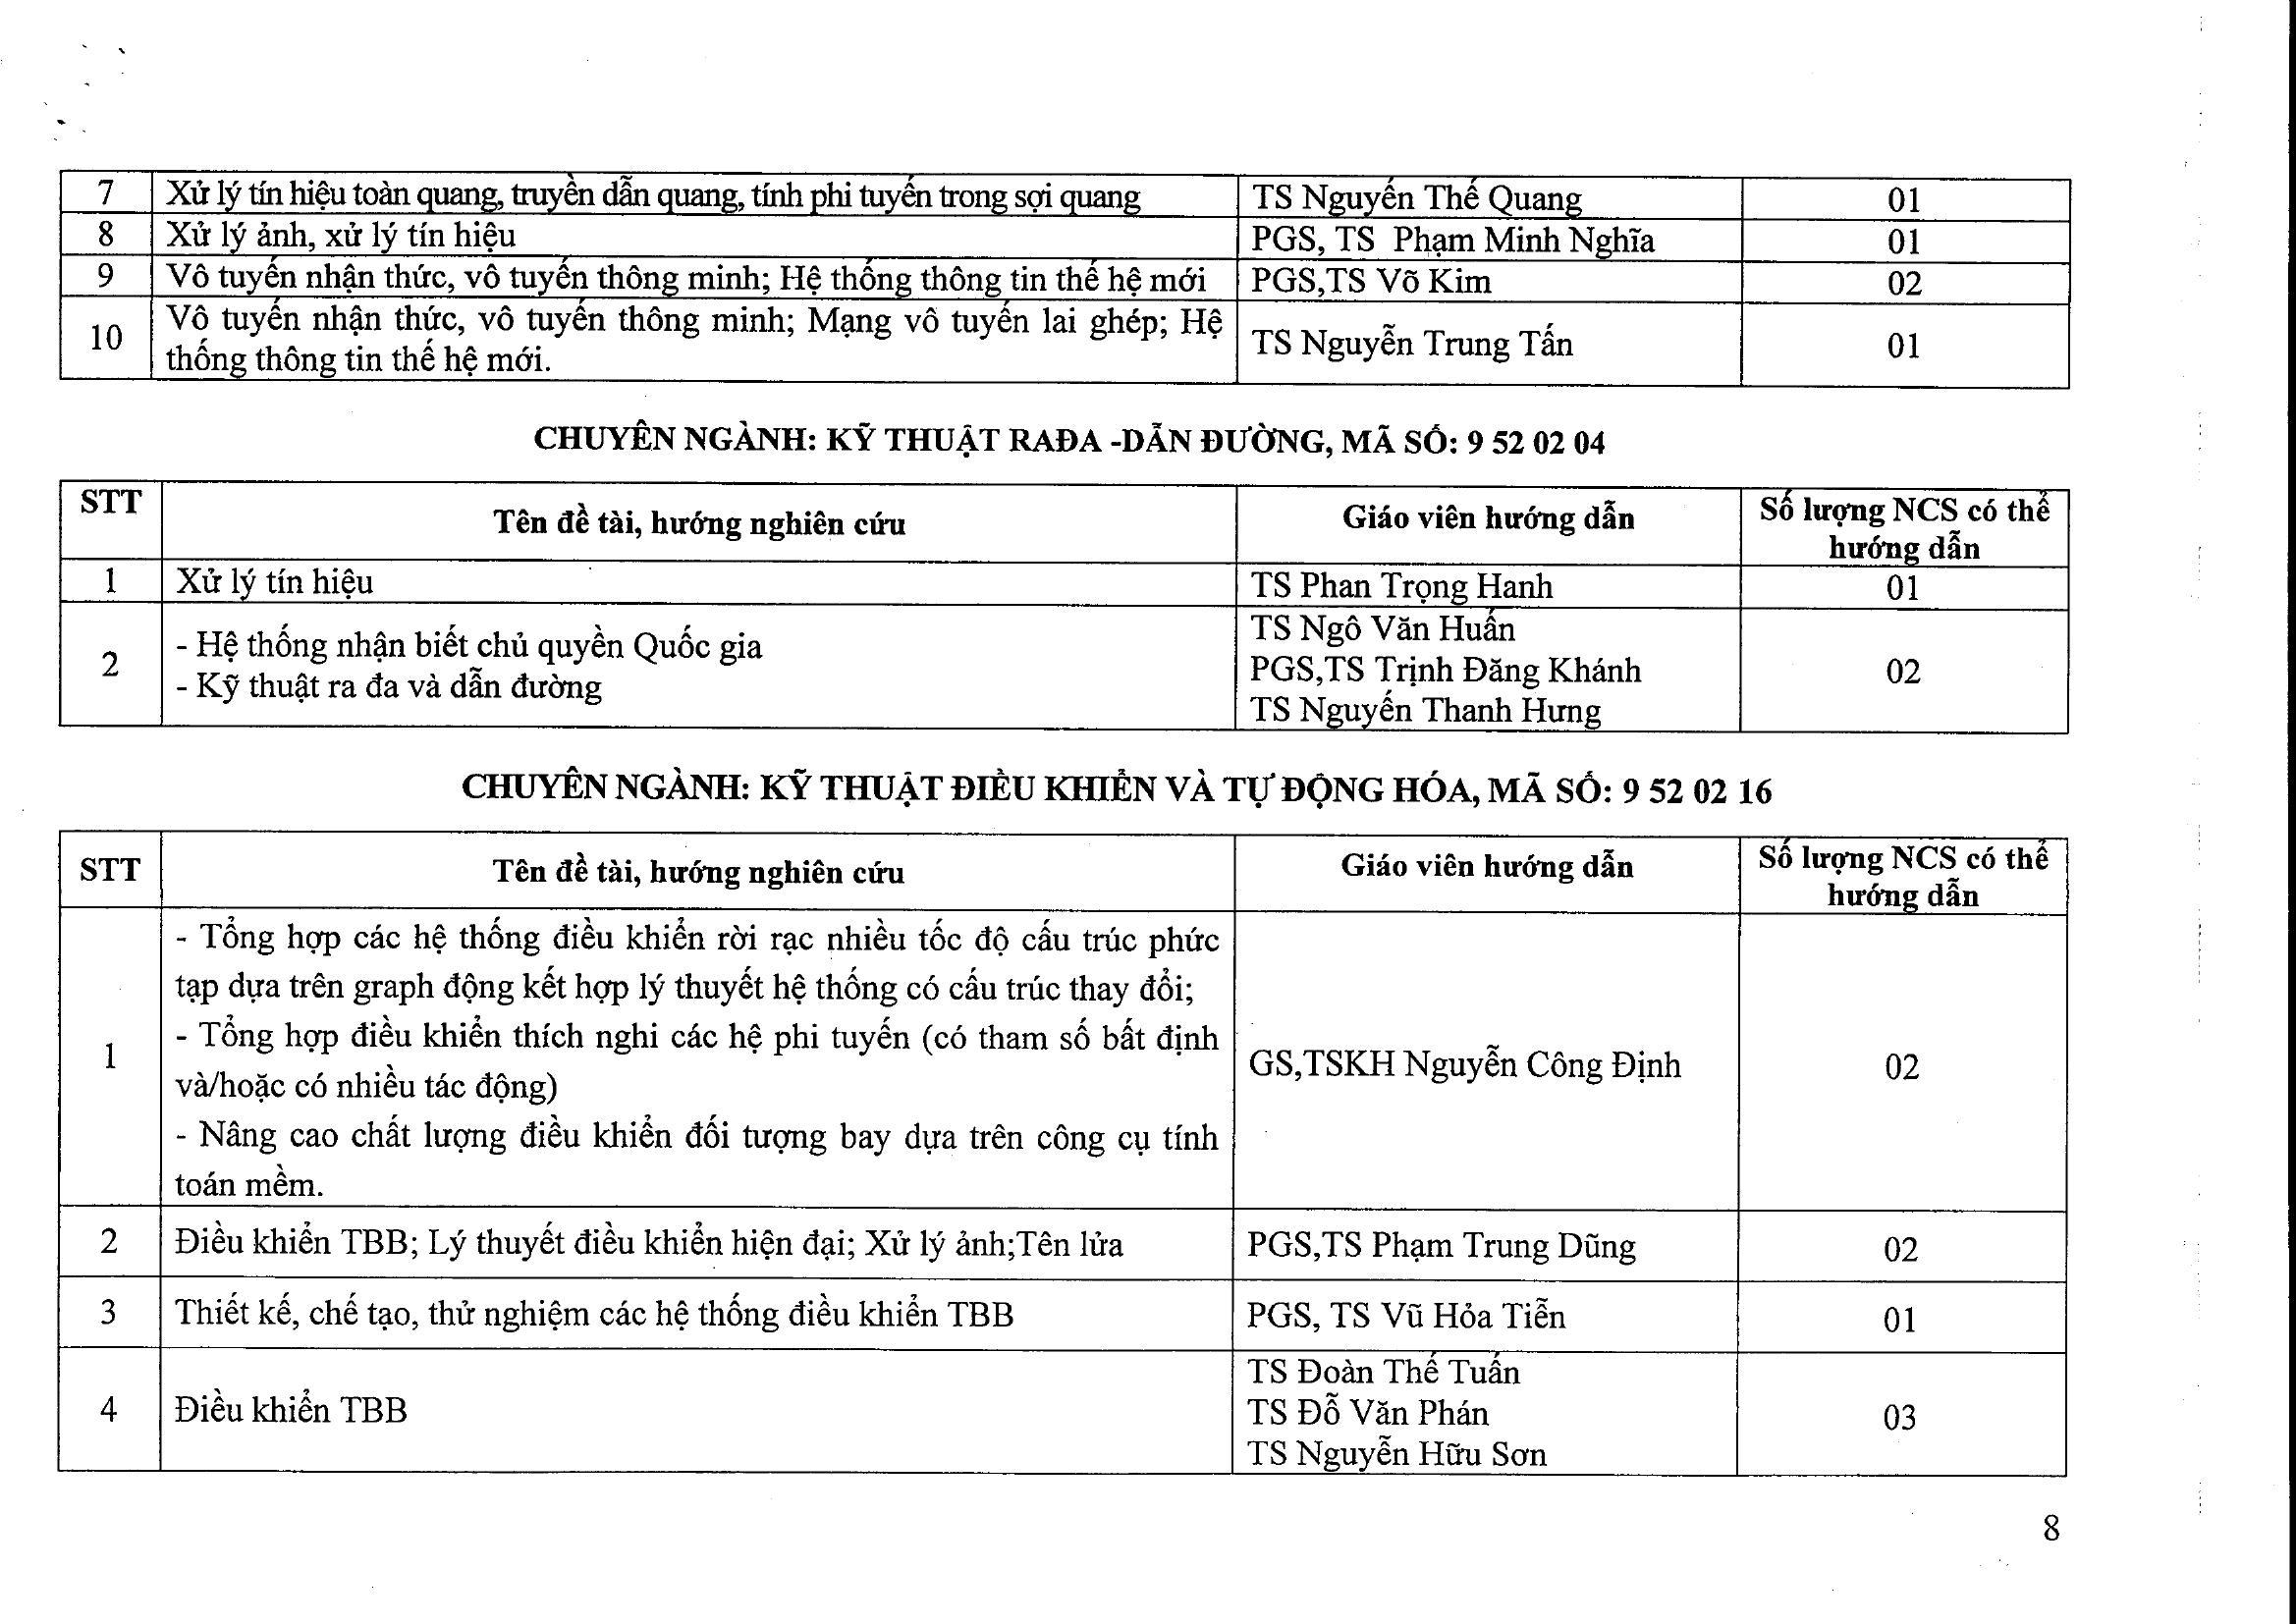 7 Xử lý tín hiệu toàn quang, truyền dẫn quang, tính phi tuyến trong sợi quang TS Nguyễn Thế Quang 01
8 Xử lý ảnh, xử lý tín hiệu PGS, TS Phạm Minh Nghĩa 01
9 Vô tuyến nhận thức, vô tuyến thông minh; Hệ thống thông tin thế hệ mới PGS,TS Võ Kim 02
10 Vô tuyến nhận thức, vô tuyến thông minh; Mạng vô tuyến lai ghép; Hệ
thống thông tin thế hệ mới. TS Nguyễn Trung Tấn 01
CHUYÊN NGÀNH: KỸ THUẬT RAĐA -DẪN ĐƯỜNG, MÃ SỐ: 9 52 02 04
STT Tên đề tài, hướng nghiên cứu Giáo viên hướng dẫn Số lượng NCS có thể
hướng dẫn
1 Xử lý tín hiệu TS Phan Trọng Hanh 01
2 - Hệ thống nhận biết chủ quyền Quốc gia
- Kỹ thuật ra đa và dẫn đường
TS Ngô Văn Huấn
PGS,TS Trịnh Đăng Khánh
TS Nguyễn Thanh Hưng
02
CHUYÊN NGÀNH: KỸ THUẬT ĐIỀU KHIỂN VÀ TỰ ĐỘNG HÓA, MÃ SỐ: 9 52 02 16
STT Tên đề tài, hướng nghiên cứu Giáo viên hướng dẫn Số lượng NCS có thể
hướng dẫn
1
- Tổng hợp các hệ thống điều khiển rời rạc nhiều tốc độ cấu trúc phức
tạp dựa trên graph động kết hợp lý thuyết hệ thống có cấu trúc thay đổi;
- Tổng hợp điều khiển thích nghi các hệ phi tuyến (có tham số bất định
và/hoặc có nhiều tác động)
- Nâng cao chất lượng điều khiển đối tượng bay dựa trên công cụ tính
toán mềm.
GS,TSKH Nguyễn Công Định 02
2 Điều khiển TBB; Lý thuyết điều khiển hiện đại; Xử lý ảnh;Tên lửa PGS,TS Phạm Trung Dũng 02
3 Thiết kế, chế tạo, thử nghiệm các hệ thống điều khiển TBB PGS, TS Vũ Hỏa Tiễn 01
4 Điều khiển TBB
TS Đoàn Thế Tuấn
TS Đỗ Văn Phán
TS Nguyễn Hữu Sơn
03
8